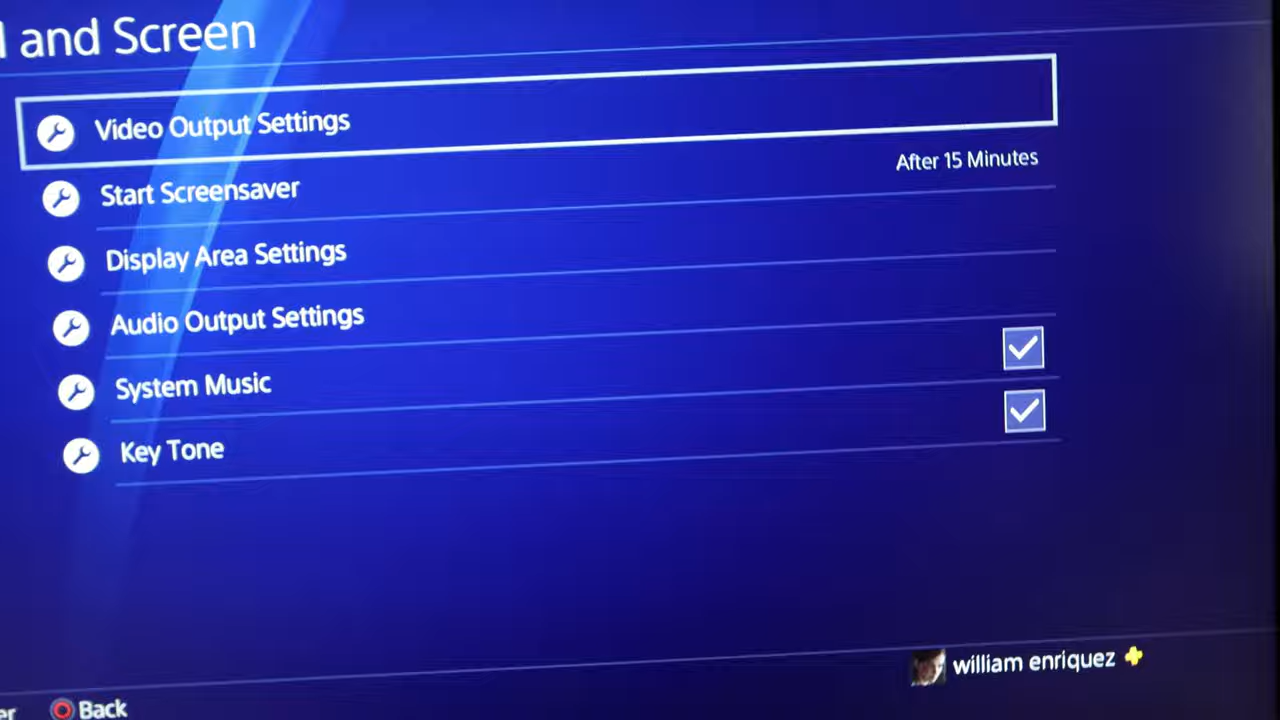 and Screen
Video Output Settings
Start Screensaver
After 15 Minutes
Display Area Settings
Audio Output Settings
System Music
Key Tone
william enriquez
Back